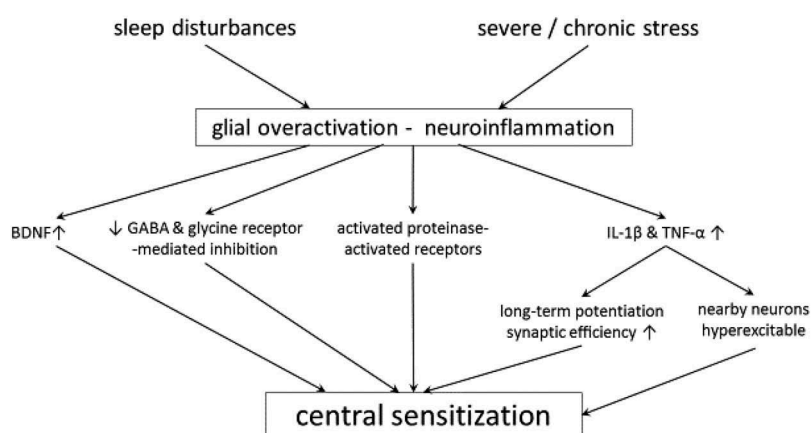 sleep disturbances
severe / chronic stress
glial overactivation - neuroinflammation
BDNF↑
↓ GABA & glycine receptor
-mediated inhibition
activated proteinase-
activated receptors
IL-1β & TNF-α ↑
long-term potentiation
synaptic efficiency ↑
nearby neurons
hyperexcitable
central sensitization